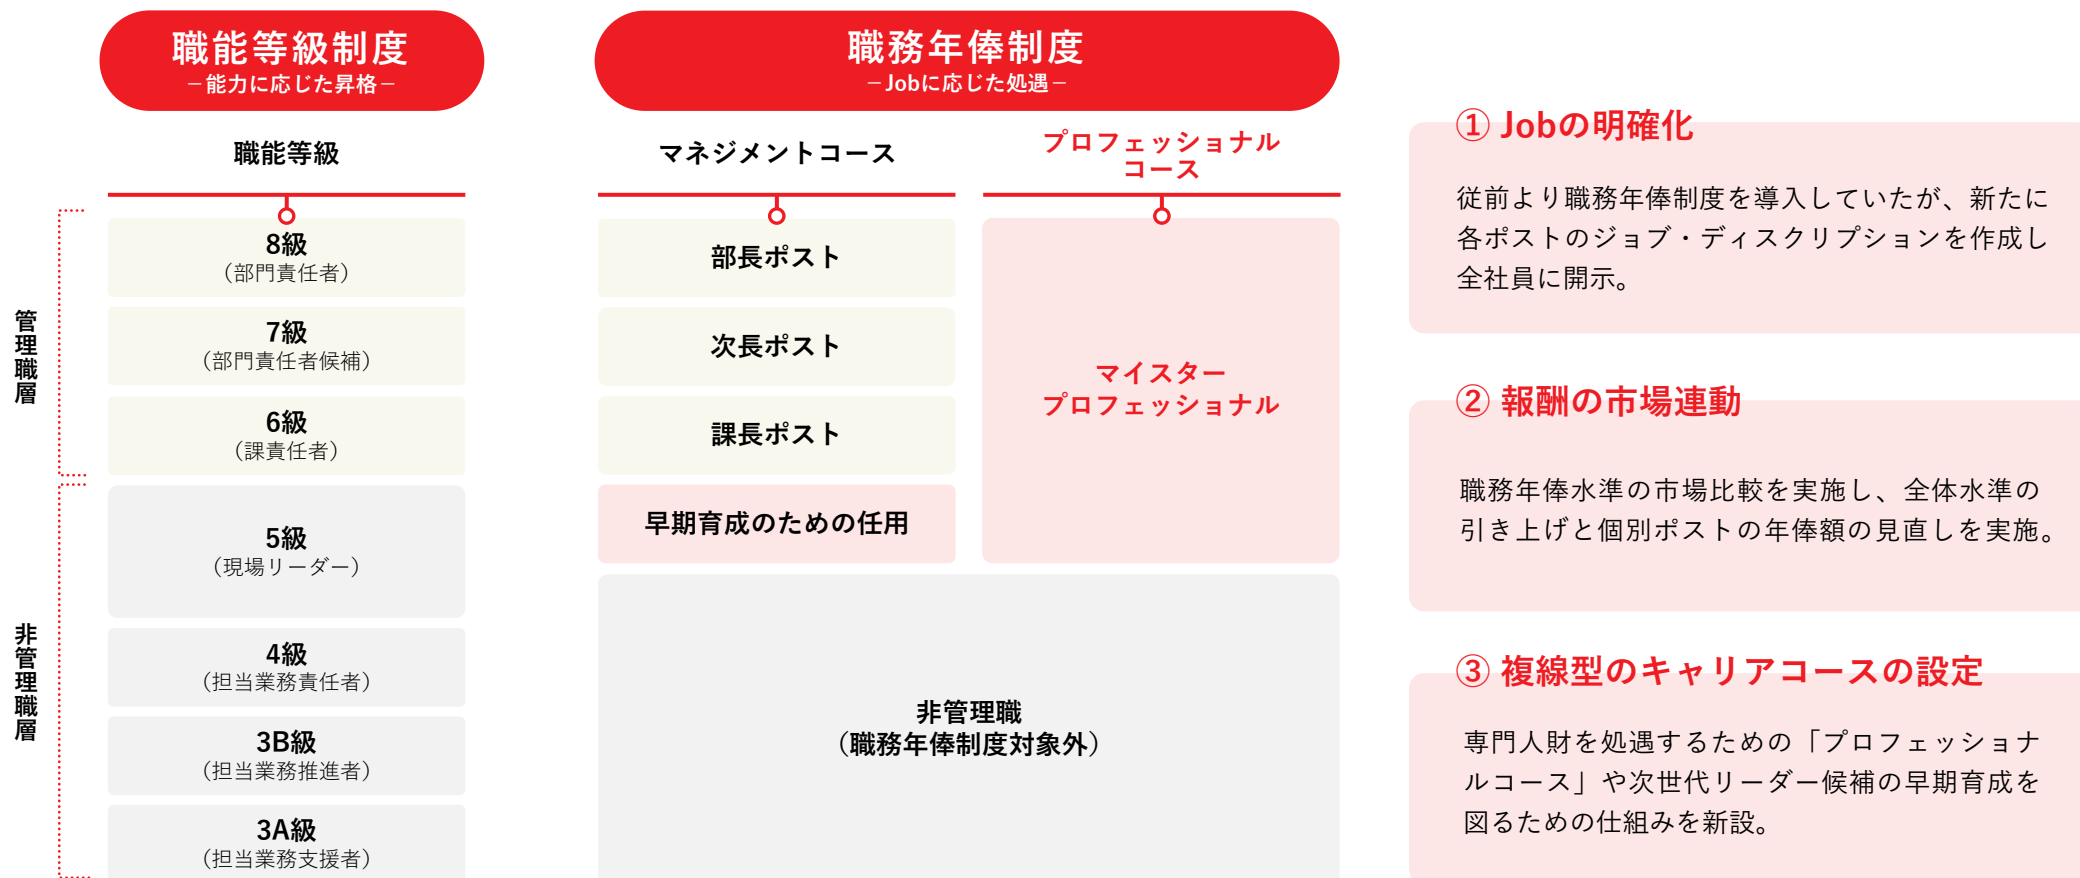 職能等級制度
－能力に応じた昇格－
職能等級
管理職層
8級
（部門責任者）
7級
（部門責任者候補）
6級
（課責任者）
非管理職層
5級
（現場リーダー）
4級
（担当業務責任者）
3B級
（担当業務推進者）
3A級
（担当業務支援者）
職務年俸制度
－Jobに応じた処遇－
マネジメントコース
部長ポスト
次長ポスト
課長ポスト
早期育成のための任用
プロフェッショナル
コース
マイスター
プロフェッショナル
非管理職
（職務年俸制度対象外）
① Jobの明確化
従前より職務年俸制度を導入していたが、新たに
各ポストのジョブ・ディスクリプションを作成し
全社員に開示。
② 報酬の市場連動
職務年俸水準の市場比較を実施し、全体水準の
引き上げと個別ポストの年俸額の見直しを実施。
③ 複線型のキャリアコースの設定
専門人財を処遇するための「プロフェッショナ
ルコース」や次世代リーダー候補の早期育成を
図るための仕組みを新設。